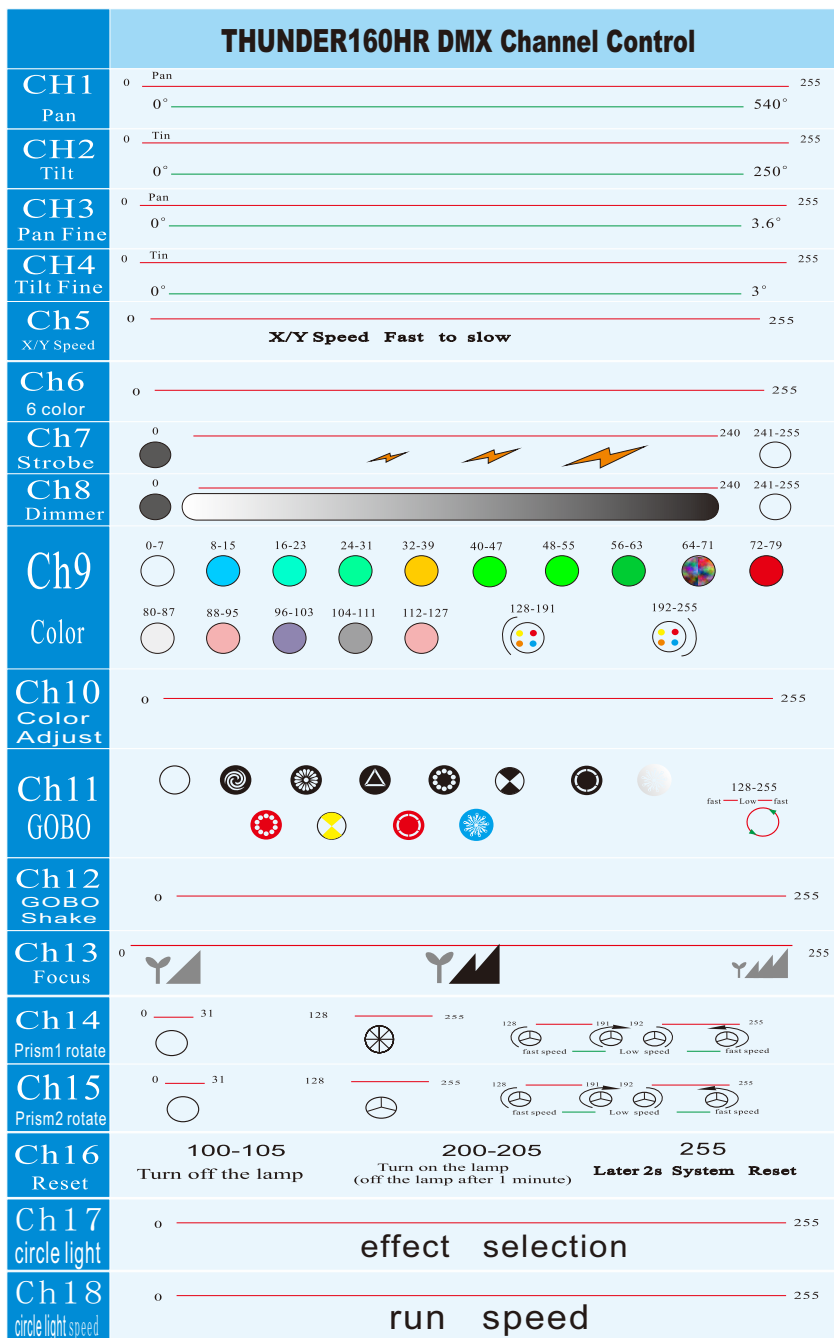 THUNDER160HR DMX Channel Control
CH1
Pan
0 Pan 255
0° 540°
CH2
Tilt
0 Tin 255
0° 250°
CH3
Pan Fine
0 Pan 255
0° 3.6°
CH4
Tilt Fine
0 Tin 255
0° 3°
Ch5
X/Y Speed
0 255
X/Y Speed Fast to slow
Ch6
6 color
0 255
Ch7
Strobe
0 240 241-255
Ch8
Dimmer
0 240 241-255
Ch9
Color
0-7 8-15 16-23 24-31 32-39 40-47 48-55 56-63 64-71 72-79
80-87 88-95 96-103 104-111 112-127 128-191 192-255
Ch10
Color
Adjust
0 255
Ch11
GOBO
128-255
fast Low fast
Ch12
GOBO
Shake
0 255
Ch13
Focus
0 255
Ch14
Prism1 rotate
0 31 128 255 128 191 192 255
fast speed Low speed fast speed
Ch15
Prism2 rotate
0 31 128 255 128 191 192 255
fast speed Low speed fast speed
Ch16
Reset
100-105 200-205 255
Turn off the lamp Turn on the lamp Later 2s System Reset
(off the lamp after 1 minute)
Ch17
circle light
0 255
effect selection
Ch18
circle light speed
0 255
run speed